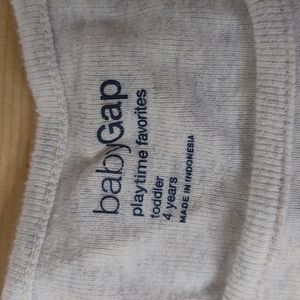 babyGap
playtime favorites
toddler
4 years
MADE IN INDONESIA